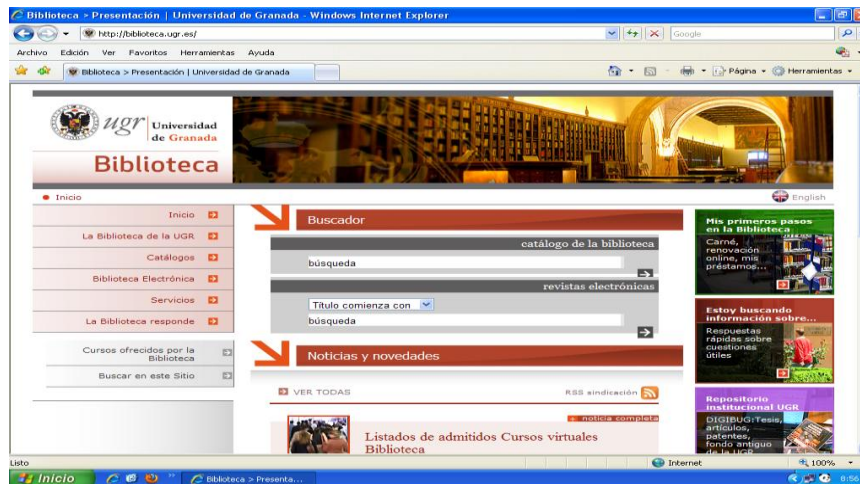 Biblioteca > Presentación | Universidad de Granada - Windows Internet Explorer
http://biblioteca.ugr.es/
Google
Archivo Edición Ver Favoritos Herramientas Ayuda
Biblioteca > Presentación | Universidad de Granada
Página
Herramientas
ugr Universidad
de Granada
Biblioteca
Inicio
English
Inicio
La Biblioteca de la UGR
Catálogos
Biblioteca Electrónica
Servicios
La Biblioteca responde
Cursos ofrecidos por la
Biblioteca
Buscar en este Sitio
Buscador
catálogo de la biblioteca
búsqueda
revistas electrónicas
Título comienza con
búsqueda
Noticias y novedades
VER TODAS
RSS sindicación
noticia completa
Listados de admitidos Cursos virtuales
Biblioteca
Mis primeros pasos
en la Biblioteca
Carné,
renovación
online, mis
préstamos...
Estoy buscando
información sobre...
Respuestas
rápidas sobre
cuestiones
útiles
Repositorio
institucional UGR
DIGIBUG:Tesis,
artículos,
patentes,
fondo antiguo
de la UGR
Listo
Internet
100%
Inicio
Biblioteca > Presenta...
8:56